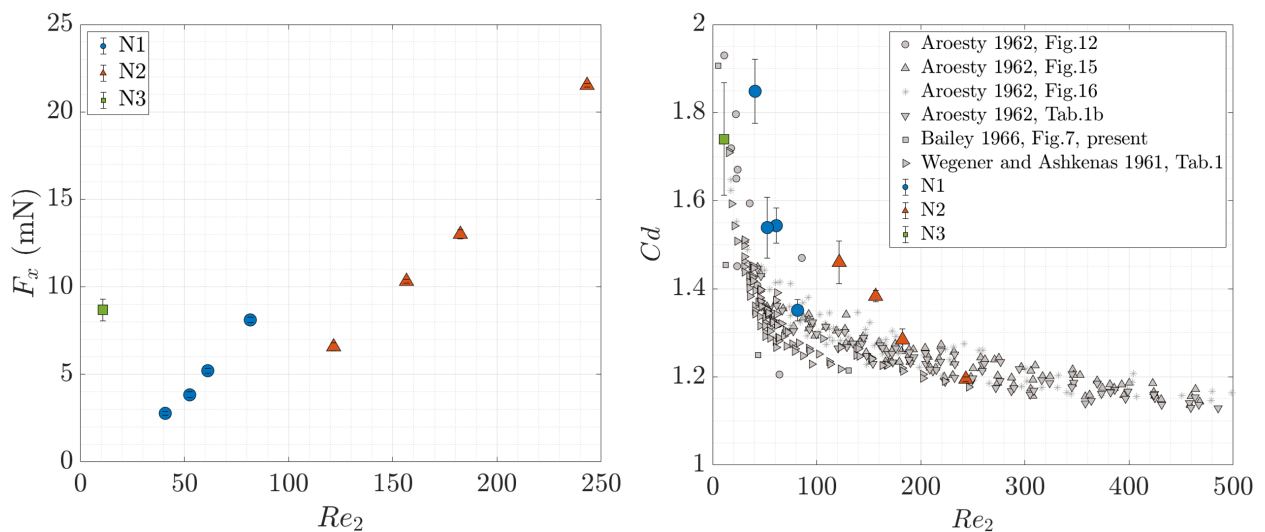 25
20
15
10
5
0
F_x (mN)
N1
N2
N3
0
50
100
150
200
250
Re_2
2
1.8
1.6
1.4
1.2
1
Cd
Aroesty 1962, Fig.12
Aroesty 1962, Fig.15
Aroesty 1962, Fig.16
Aroesty 1962, Tab.1b
Bailey 1966, Fig.7, present
Wegener and Ashkenas 1961, Tab.1
N1
N2
N3
0
100
200
300
400
500
Re_2